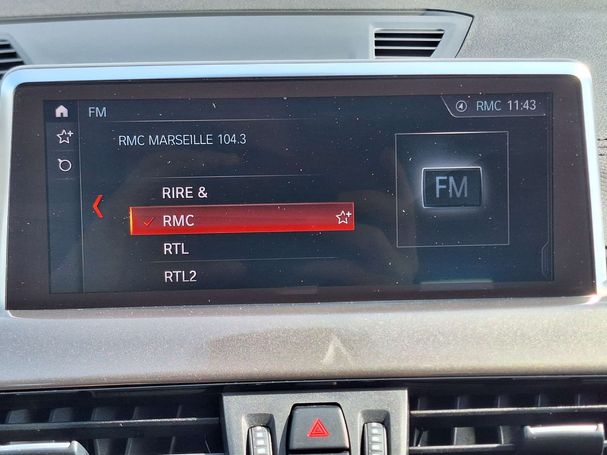 FM
RMC 11:43
RMC MARSEILLE 104.3
RIRE &
RMC
RTL
RTL2
FM